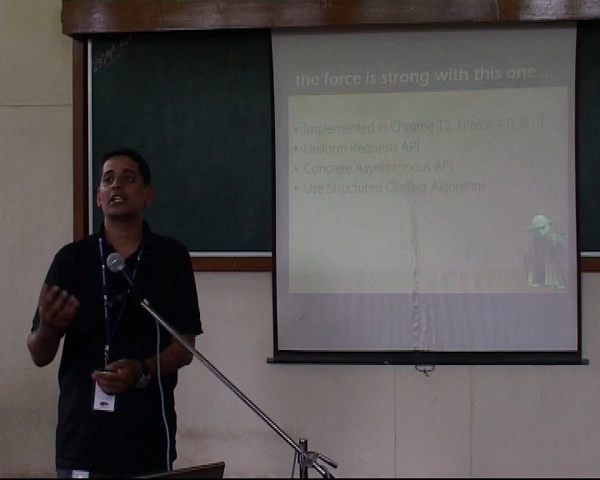 the force is strong with this one....
• Implemented in Chrome 12, Firefox 4.0, IE10
• Uniform Requests API
• Concrete Asynchronous API
• Use Structured Cloning Algorithm